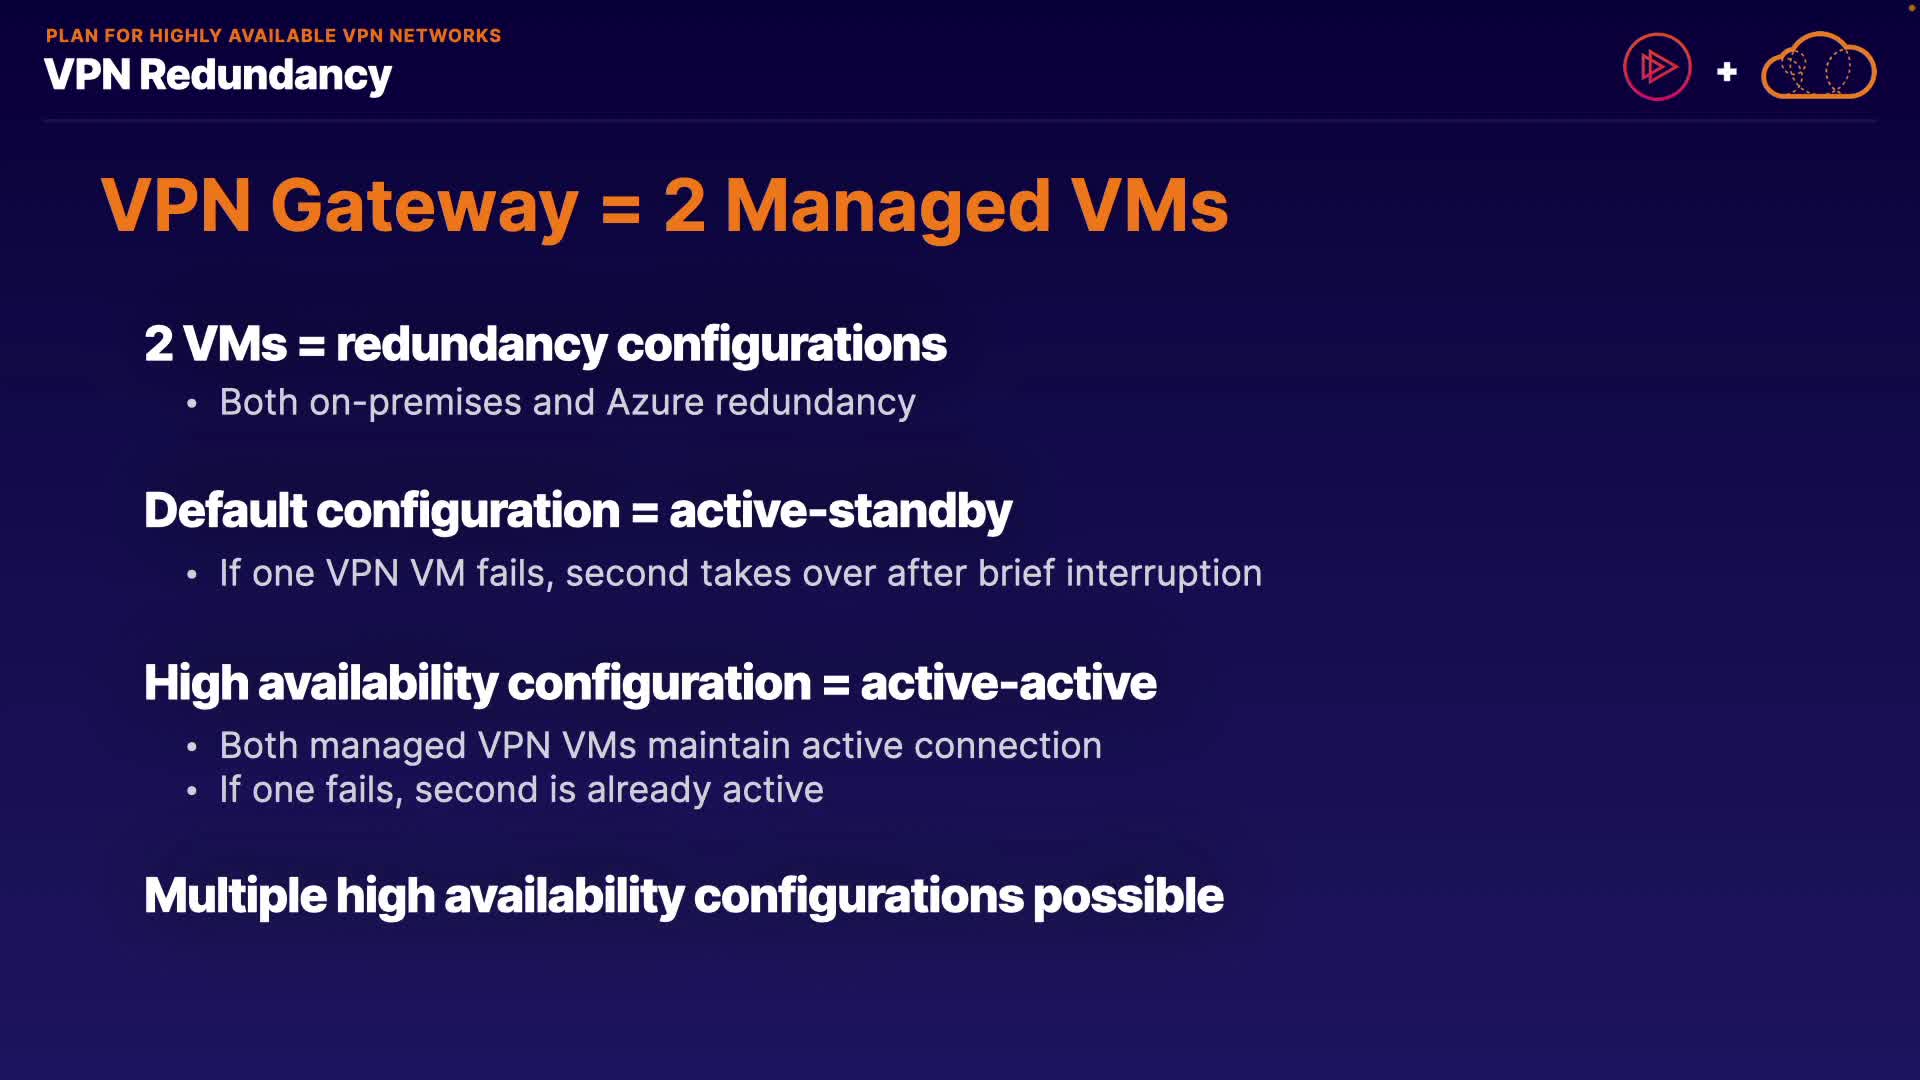 PLAN FOR HIGHLY AVAILABLE VPN NETWORKS
VPN Redundancy
+
VPN Gateway = 2 Managed VMs
2 VMs = redundancy configurations
• Both on-premises and Azure redundancy
Default configuration = active-standby
• If one VPN VM fails, second takes over after brief interruption
High availability configuration = active-active
• Both managed VPN VMs maintain active connection
• If one fails, second is already active
Multiple high availability configurations possible